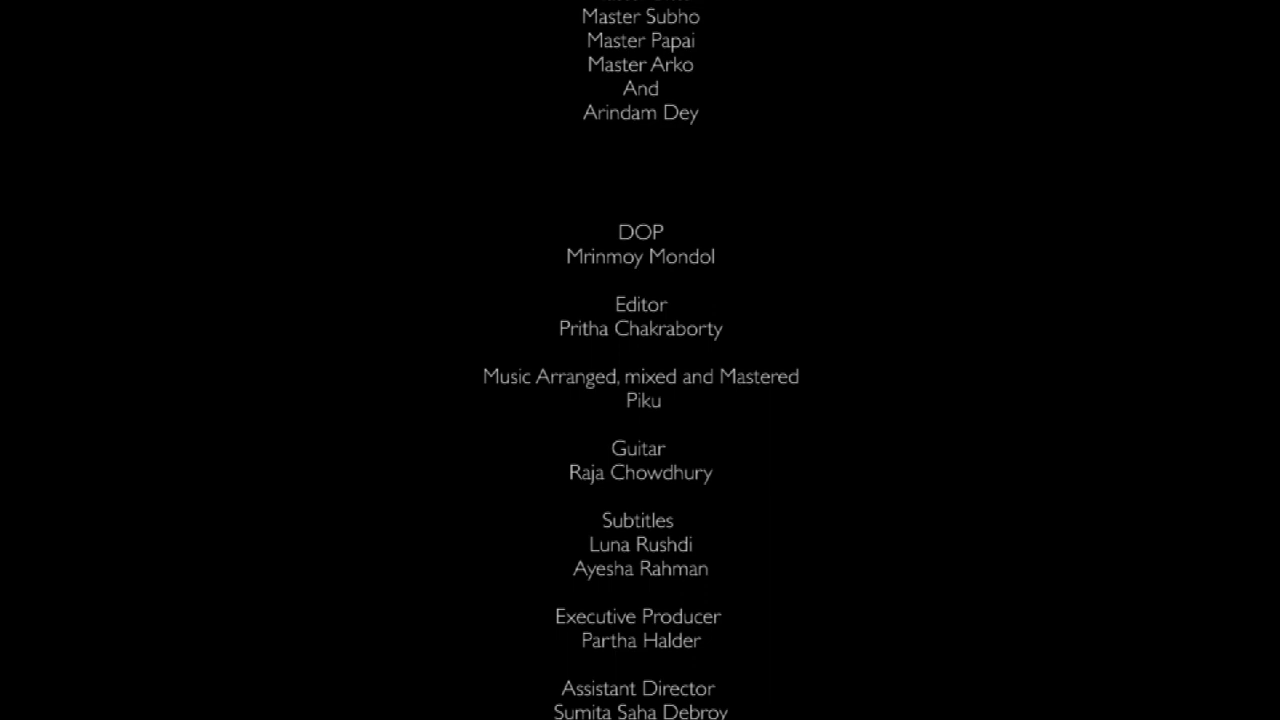 Master Subho
Master Papai
Master Arko
And
Arindam Dey
DOP
Mrinmoy Mondol
Editor
Pritha Chakraborty
Music Arranged, mixed and Mastered
Piku
Guitar
Raja Chowdhury
Subtitles
Luna Rushdi
Ayesha Rahman
Executive Producer
Partha Halder
Assistant Director
Sumita Saha Debroy